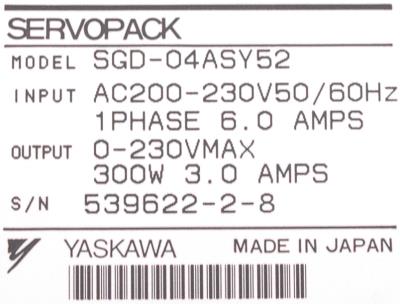 SERVOPACK
MODEL SGD-04ASY52
INPUT AC200-230V50/60Hz
1PHASE 6.0 AMPS
OUTPUT 0-230VMAX
300W 3.0 AMPS
S/N 539622-2-8
YASKAWA MADE IN JAPAN